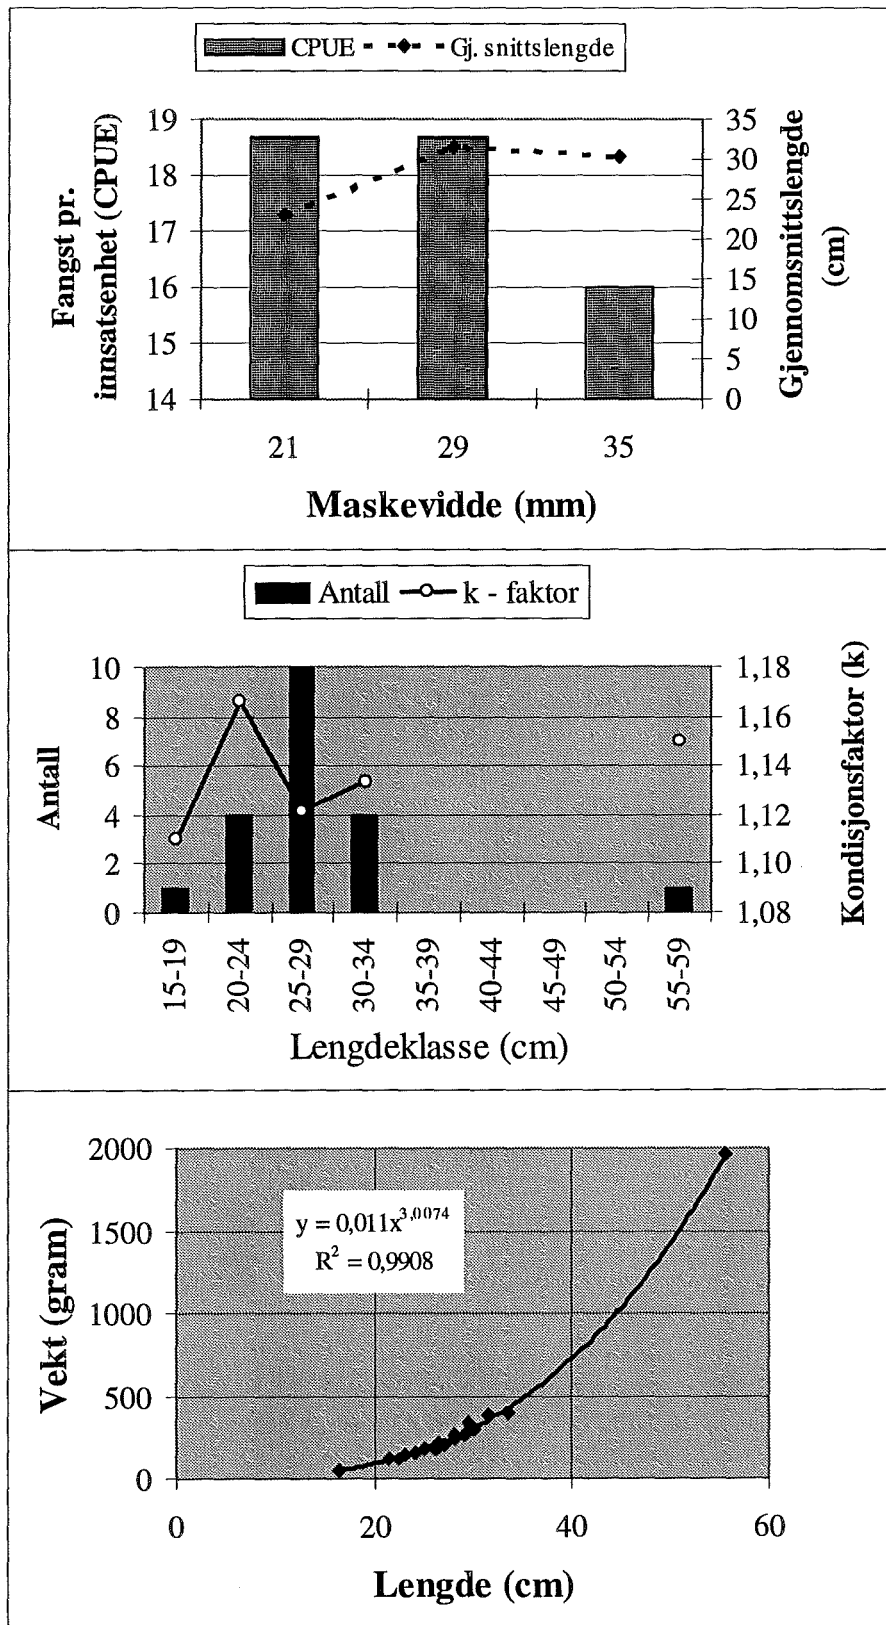 CPUE Gj. snittslengde
Fangst pr.
innsatsenhet (CPUE)
19
18
17
16
15
14
35
30
25
20
15
10
5
0
Gjennomsnittslengde
(cm)
21 29 35
Maskevidde (mm)
Antall k - faktor
Antall
10
8
6
4
2
0
1,18
1,16
1,14
1,12
1,10
1,08
Kondisjonsfaktor (k)
15-19 20-24 25-29 30-34 35-39 40-44 45-49 50-54 55-59
Lengdeklasse (cm)
Vekt (gram)
2000
1500
1000
500
0
y = 0,011x^3,0074
R² = 0,9908
0 20 40 60
Lengde (cm)